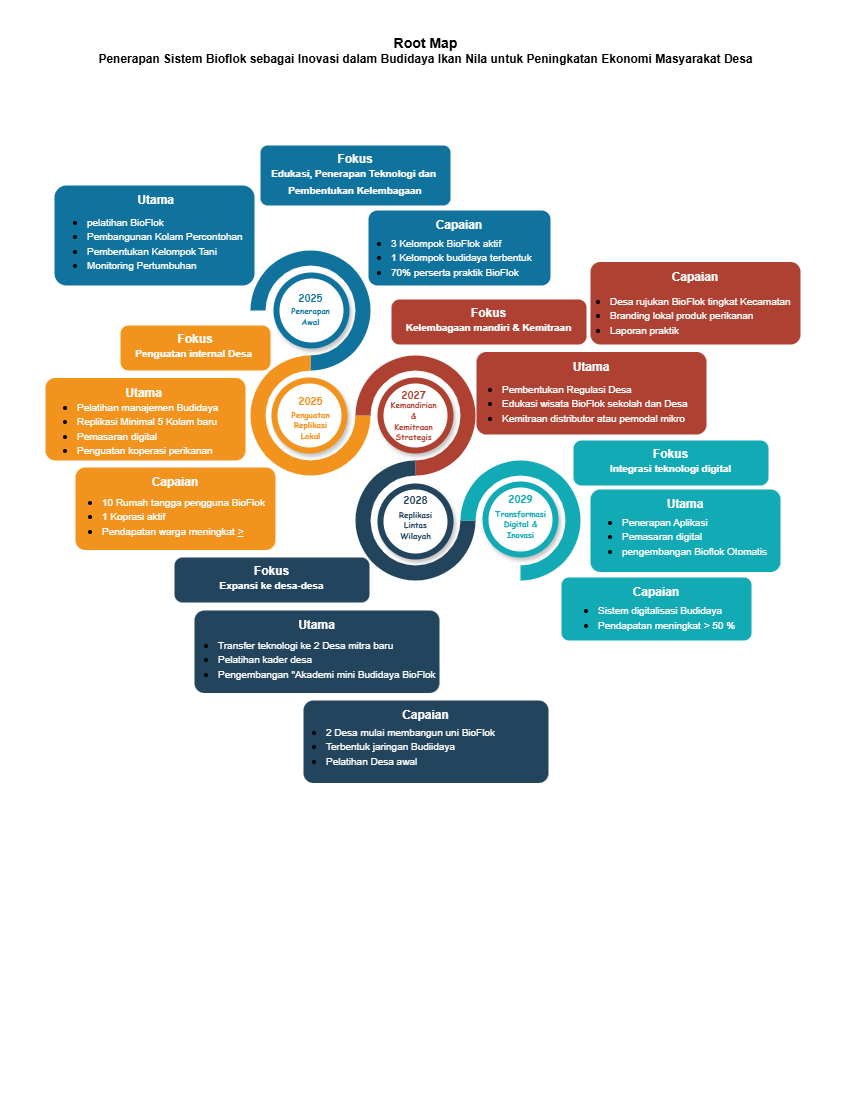 Root Map
Penerapan Sistem Bioflok sebagai Inovasi dalam Budidaya Ikan Nila untuk Peningkatan Ekonomi Masyarakat Desa
Fokus
Edukasi, Penerapan Teknologi dan
Pembentukan Kelembagaan
Utama
pelatihan BioFlok
Pembangunan Kolam Percontohan
Pembentukan Kelompok Tani
Monitoring Pertumbuhan
Capaian
3 Kelompok BioFlok aktif
1 Kelompok budidaya terbentuk
70% perserta praktik BioFlok
2025
Penerapan
Awal
Capaian
Desa rujukan BioFlok tingkat Kecamatan
Branding lokal produk perikanan
Laporan praktik
Fokus
Kelembagaan mandiri & Kemitraan
Utama
Pembentukan Regulasi Desa
Edukasi wisata BioFlok sekolah dan Desa
Kemitraan distributor atau pemodal mikro
2027
Kemandirian
&
Kemitraan
Strategis
Fokus
Penguatan internal Desa
Utama
Pelatihan manajemen Budidaya
Replikasi Minimal 5 Kolam baru
Pemasaran digital
Penguatan koperasi perikanan
Capaian
10 Rumah tangga pengguna BioFlok
1 Koprasi aktif
Pendapatan warga meningkat ≥
2025
Penguatan
Replikasi
Lokal
2028
Replikasi
Lintas
Wilayah
2029
Transformasi
Digital &
Inovasi
Fokus
Integrasi teknologi digital
Utama
Penerapan Aplikasi
Pemasaran digital
pengembangan Bioflok Otomatis
Capaian
Sistem digitalisasi Budidaya
Pendapatan meningkat > 50 %
Fokus
Expansi ke desa-desa
Utama
Transfer teknologi ke 2 Desa mitra baru
Pelatihan kader desa
Pengembangan "Akademi mini Budidaya BioFlok
Capaian
2 Desa mulai membangun uni BioFlok
Terbentuk jaringan Budiidaya
Pelatihan Desa awal